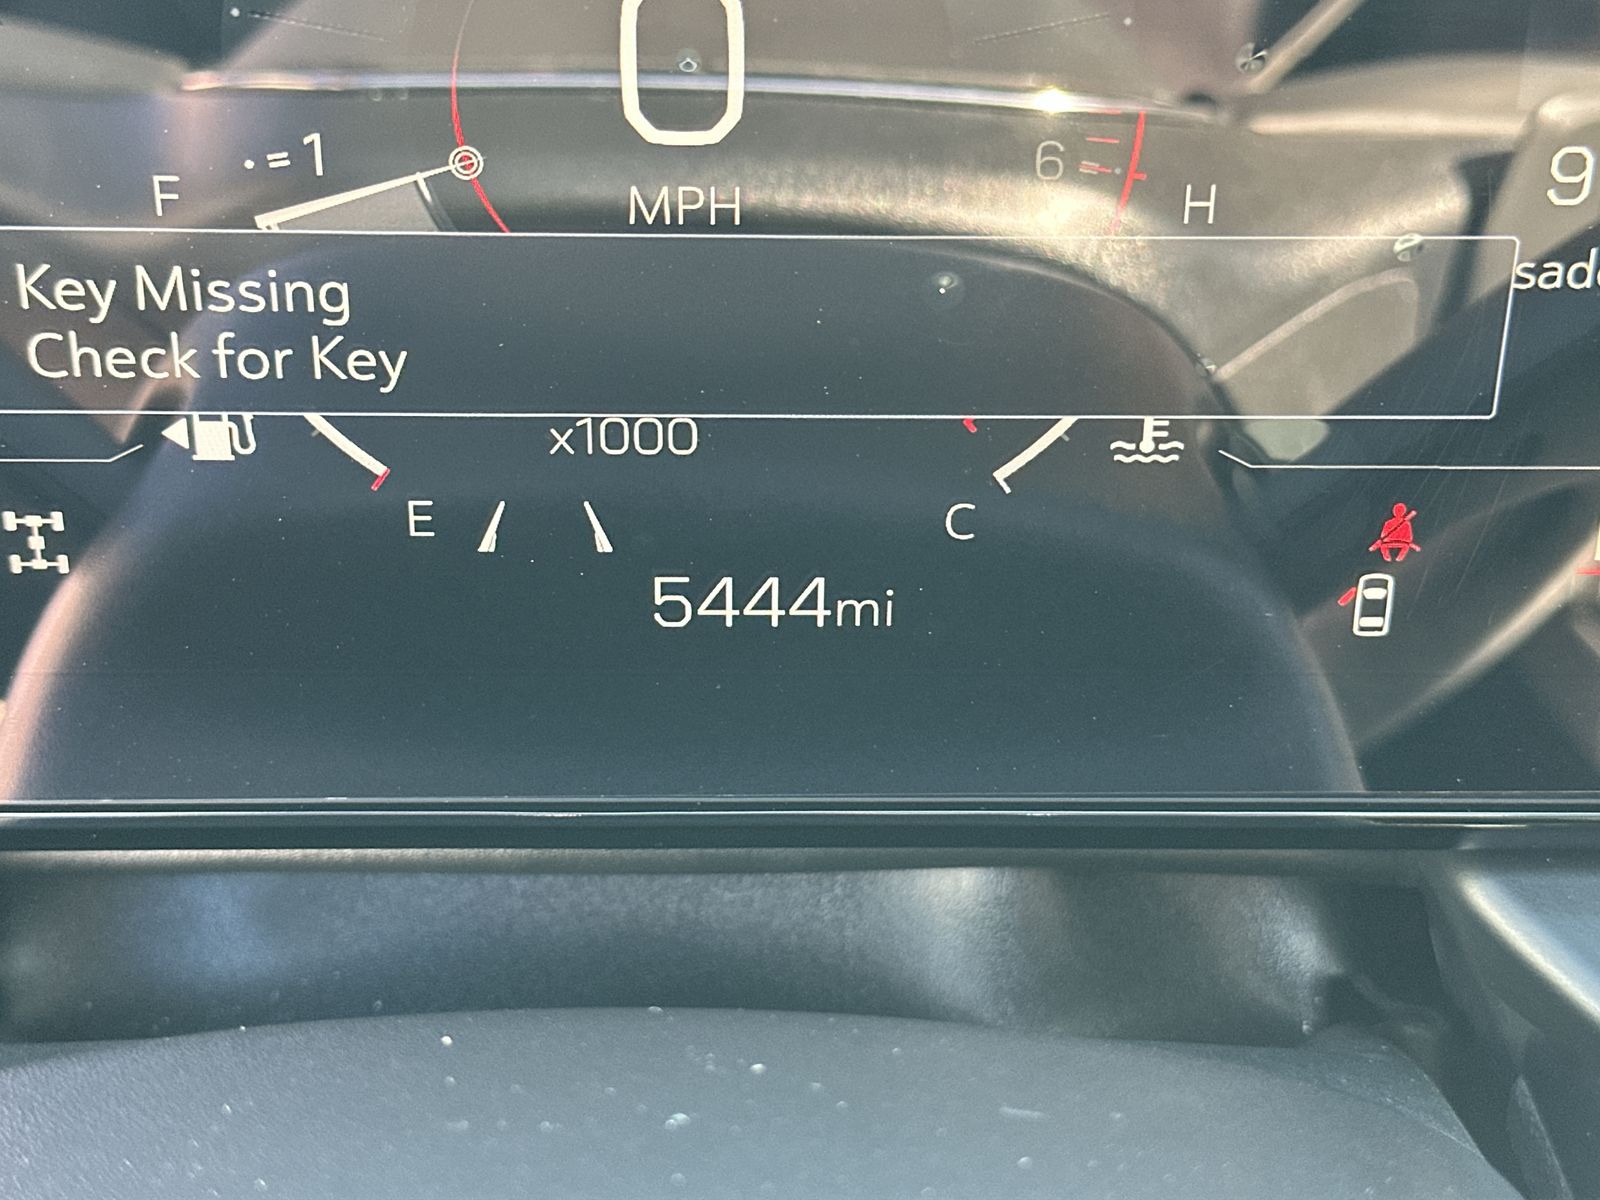 0
F
·=1
MPH
6
H
9
Key Missing
Check for Key
x1000
E
C
5444mi